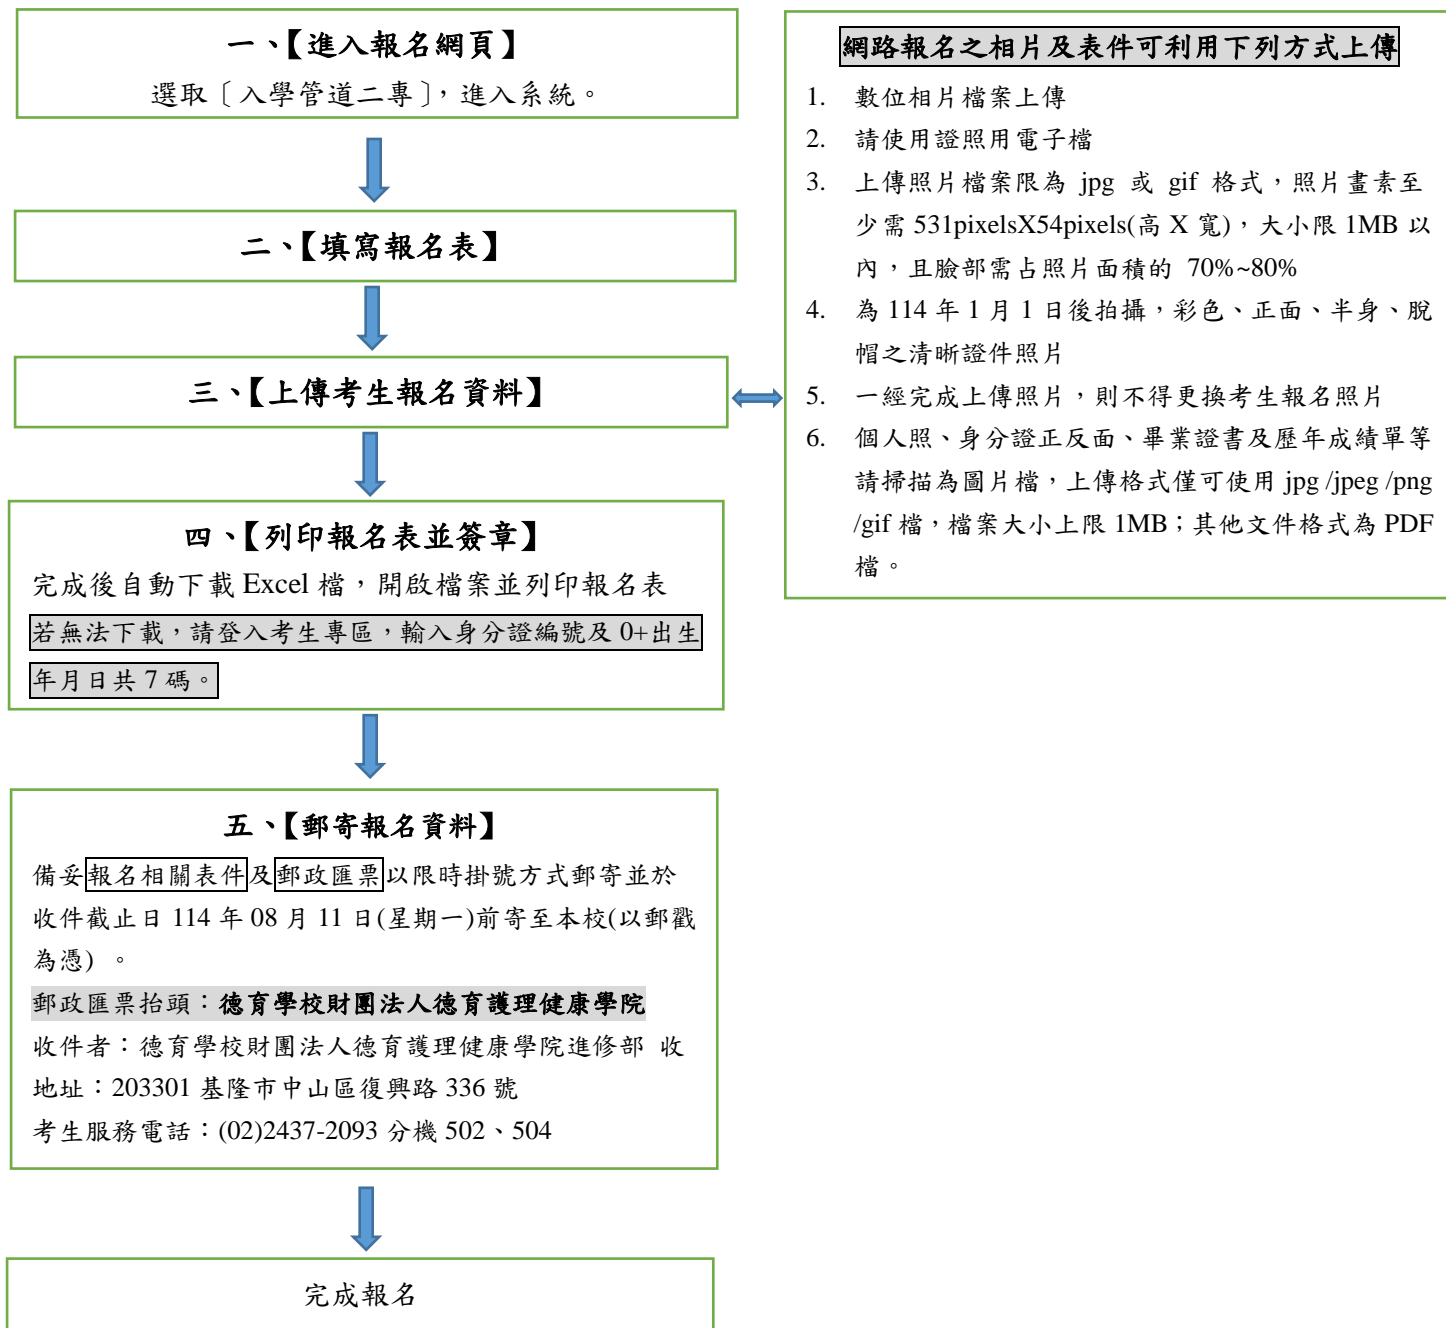 一、【進入報名網頁】
選取〔入學管道二專〕，進入系統。
二、【填寫報名表】
三、【上傳考生報名資料】
四、【列印報名表並簽章】
完成後自動下載 Excel 檔，開啟檔案並列印報名表
若無法下載，請登入考生專區，輸入身分證編號及 0+出生
年月日共 7 碼。
五、【郵寄報名資料】
備妥報名相關表件及郵政匯票以限時掛號方式郵寄並於
收件截止日 114 年 08 月 11 日(星期一)前寄至本校(以郵戳
為憑) 。
郵政匯票抬頭：德育學校財團法人德育護理健康學院
收件者：德育學校財團法人德育護理健康學院進修部 收
地址：203301 基隆市中山區復興路 336 號
考生服務電話：(02)2437-2093 分機 502、504
完成報名
網路報名之相片及表件可利用下列方式上傳
1. 數位相片檔案上傳
2. 請使用證照用電子檔
3. 上傳照片檔案限為 jpg 或 gif 格式，照片畫素至
少需 531pixelsX54pixels(高 X 寬)，大小限 1MB 以
內，且臉部需占照片面積的 70%~80%
4. 為 114 年 1 月 1 日後拍攝，彩色、正面、半身、脫
帽之清晰證件照片
5. 一經完成上傳照片，則不得更換考生報名照片
6. 個人照、身分證正反面、畢業證書及歷年成績單等
請掃描為圖片檔，上傳格式僅可使用 jpg /jpeg /png
/gif 檔，檔案大小上限 1MB；其他文件格式為 PDF
檔。